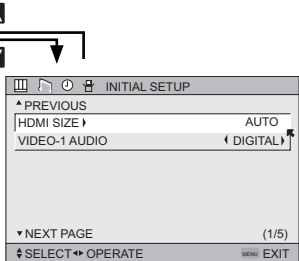 INITIAL SETUP
PREVIOUS
HDMI SIZE AUTO
VIDEO-1 AUDIO DIGITAL
NEXT PAGE (1/5)
SELECT OPERATE MENU EXIT